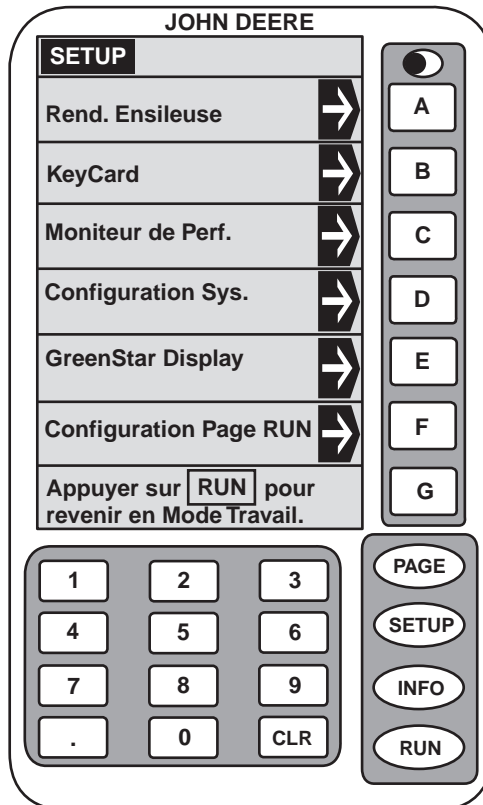 JOHN DEERE
SETUP
Rend. Ensileuse
KeyCard
Moniteur de Perf.
Configuration Sys.
GreenStar Display
Configuration Page RUN
Appuyer sur RUN pour
revenir en Mode Travail.
A
B
C
D
E
F
G
1 2 3
4 5 6
7 8 9
. 0 CLR
PAGE
SETUP
INFO
RUN